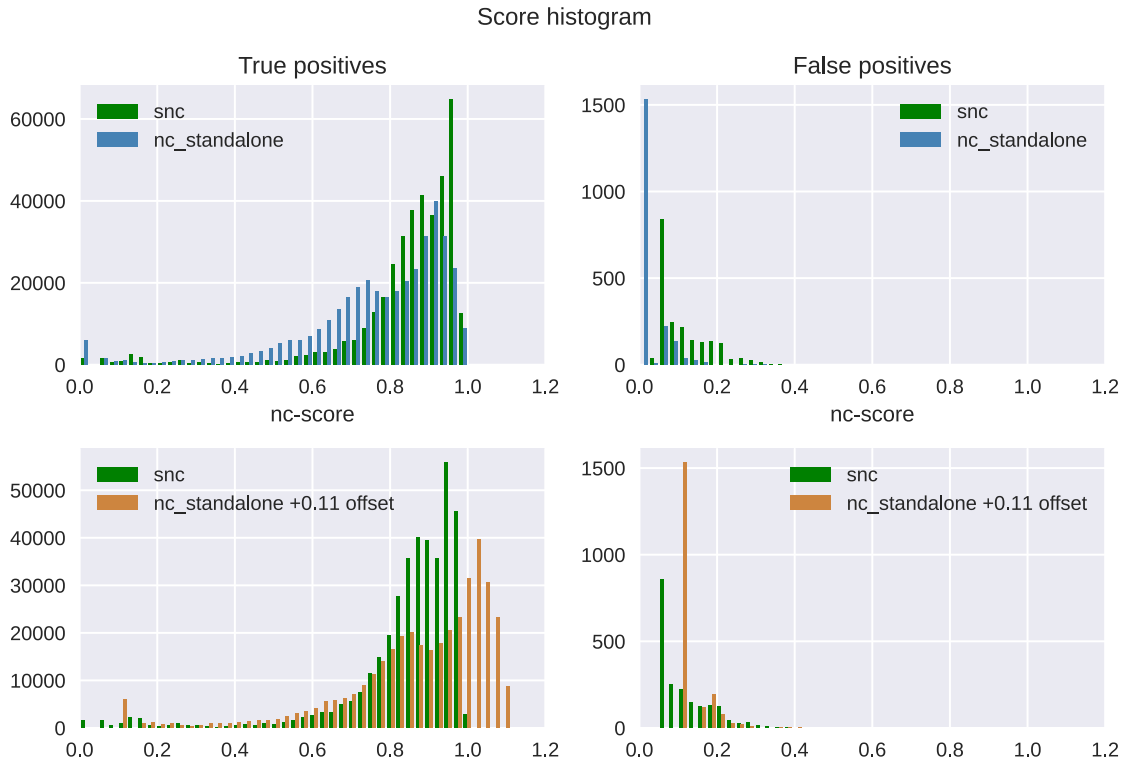 Score histogram
True positives
snc
nc_standalone
60000
40000
20000
0
0.0 0.2 0.4 0.6 0.8 1.0 1.2
nc-score
False positives
snc
nc_standalone
1500
1000
500
0
0.0 0.2 0.4 0.6 0.8 1.0 1.2
nc-score
snc
nc_standalone +0.11 offset
50000
40000
30000
20000
10000
0
0.0 0.2 0.4 0.6 0.8 1.0 1.2
snc
nc_standalone +0.11 offset
1500
1000
500
0
0.0 0.2 0.4 0.6 0.8 1.0 1.2